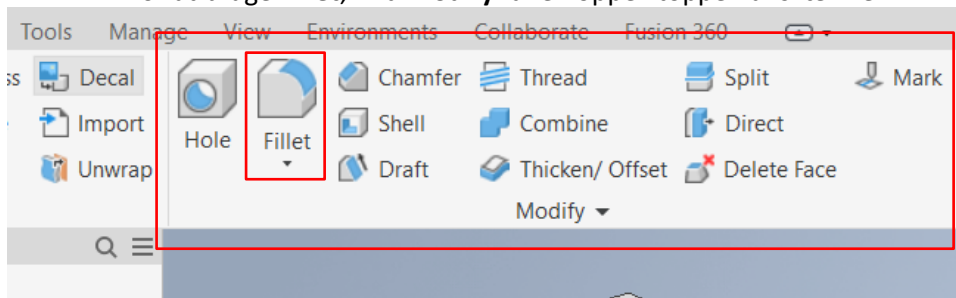 Tools Manage View Environments Collaborate Fusion 360
ss Decal Hole Fillet Chamfer Thread Split Mark
Import Shell Combine Direct
Unwrap Draft Thicken/ Offset Delete Face
Modify